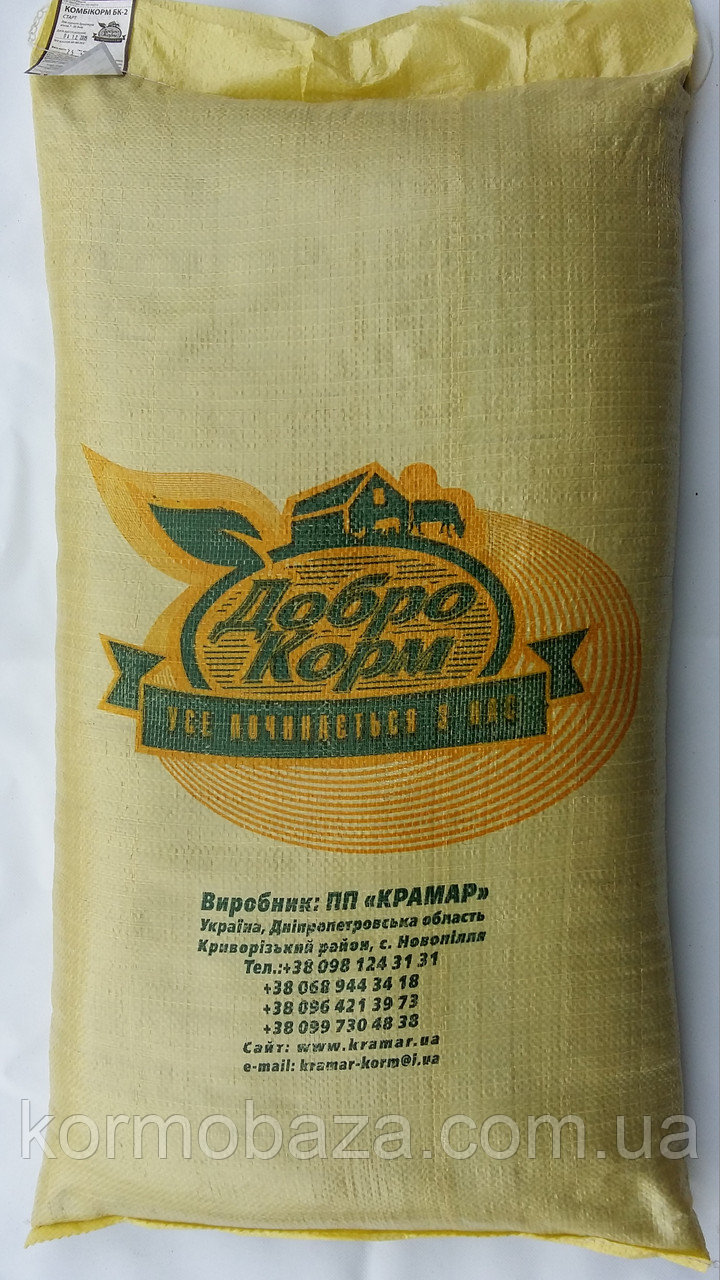 КОМБІКОРМ БК-2
СТАРТ
Добро
Корм
УСЕ ПОЧИНАЄТЬСЯ З НАС
Виробник: ПП «КРАМАР»
Україна, Дніпропетровська область
Криворізький район, с. Новопілля
Тел.:+38 098 124 31 31
+38 068 944 34 18
+38 096 421 39 73
+38 099 730 48 38
Сайт: www.kramar.ua
e-mail: kramar-korm@i.ua
kormobaza.com.ua